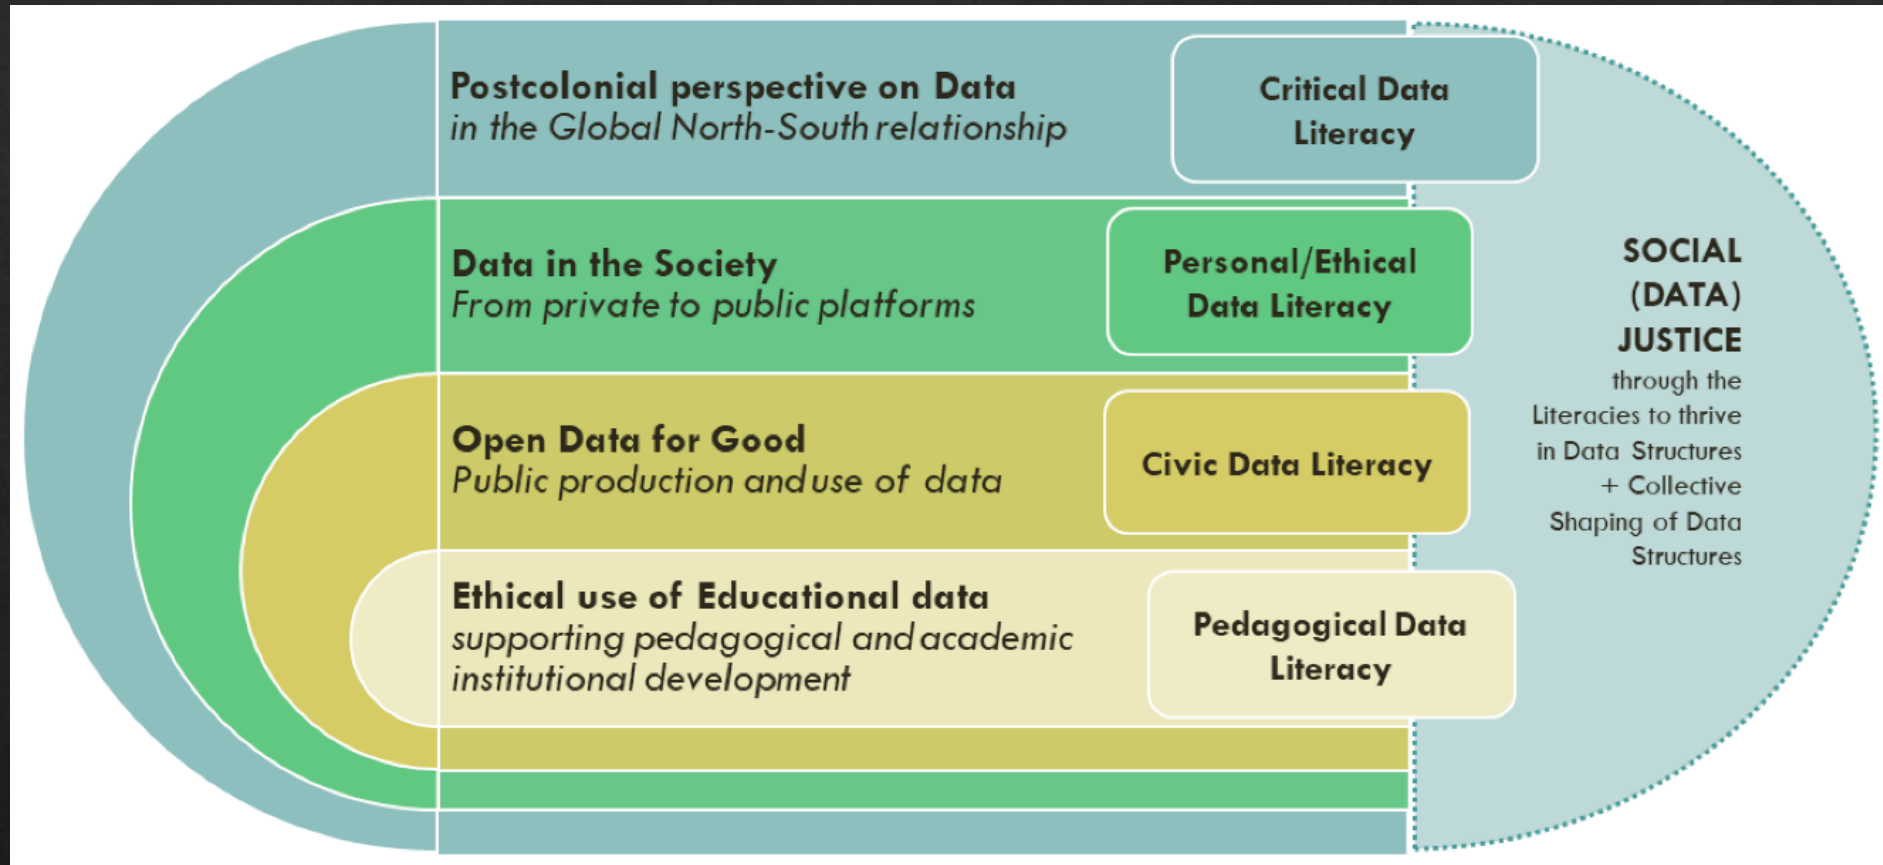 Postcolonial perspective on Data
in the Global North-South relationship
Critical Data
Literacy
Data in the Society
From private to public platforms
Personal/Ethical
Data Literacy
Open Data for Good
Public production and use of data
Civic Data Literacy
Ethical use of Educational data
supporting pedagogical and academic
institutional development
Pedagogical Data
Literacy
SOCIAL
(DATA)
JUSTICE
through the
Literacies to thrive
in Data Structures
+ Collective
Shaping of Data
Structures